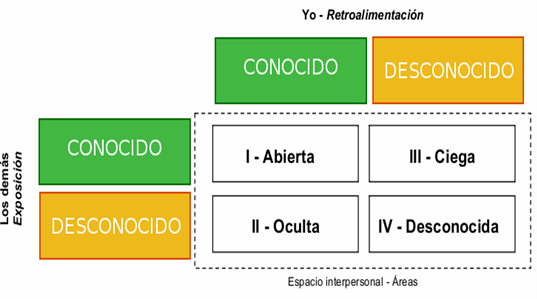 Yo - Retroalimentación
CONOCIDO
DESCONOCIDO
Los demás
Exposición
CONOCIDO
DESCONOCIDO
I - Abierta
III - Ciega
II - Oculta
IV - Desconocida
Espacio interpersonal - Áreas